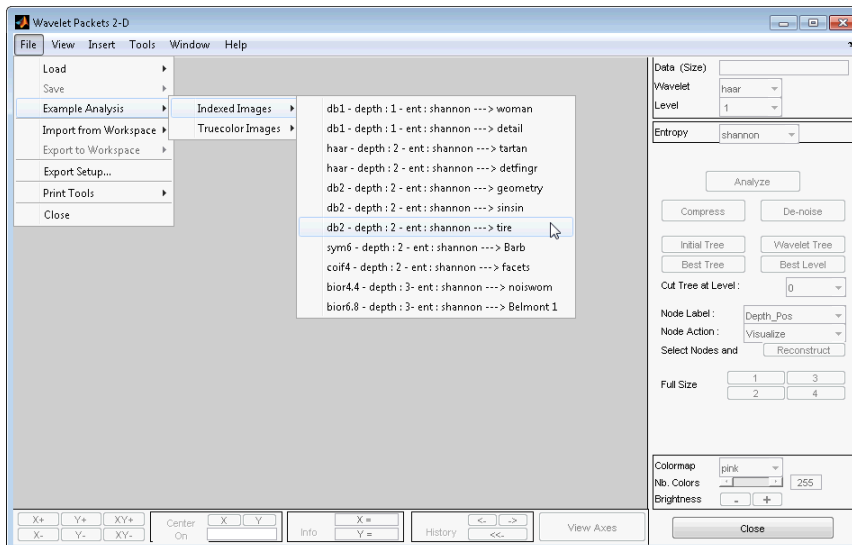 Wavelet Packets 2-D
File View Insert Tools Window Help
Load
Save
Example Analysis
Import from Workspace
Export to Workspace
Export Setup...
Print Tools
Close
Indexed Images
Truecolor Images
db1 - depth : 1 - ent : shannon ---> woman
db1 - depth : 1 - ent : shannon ---> detail
haar - depth : 2 - ent : shannon ---> tartan
haar - depth : 2 - ent : shannon ---> detfingr
db2 - depth : 2 - ent : shannon ---> geometry
db2 - depth : 2 - ent : shannon ---> sinsin
db2 - depth : 2 - ent : shannon ---> tire
sym6 - depth : 2 - ent : shannon ---> Barb
coif4 - depth : 2 - ent : shannon ---> facets
bior4.4 - depth : 3- ent : shannon ---> noiswom
bior6.8 - depth : 3- ent : shannon ---> Belmont 1
Data (Size)
Wavelet haar
Level 1
Entropy shannon
Analyze
Compress De-noise
Initial Tree Wavelet Tree
Best Tree Best Level
Cut Tree at Level : 0
Node Label : Depth_Pos
Node Action : Visualize
Select Nodes and Reconstruct
Full Size
1 3
2 4
Colormap pink
Nb. Colors 255
Brightness - +
Close
X+ Y+ XY+
X- Y- XY-
Center On X Y
Info X = Y =
History <- -> <<-
View Axes